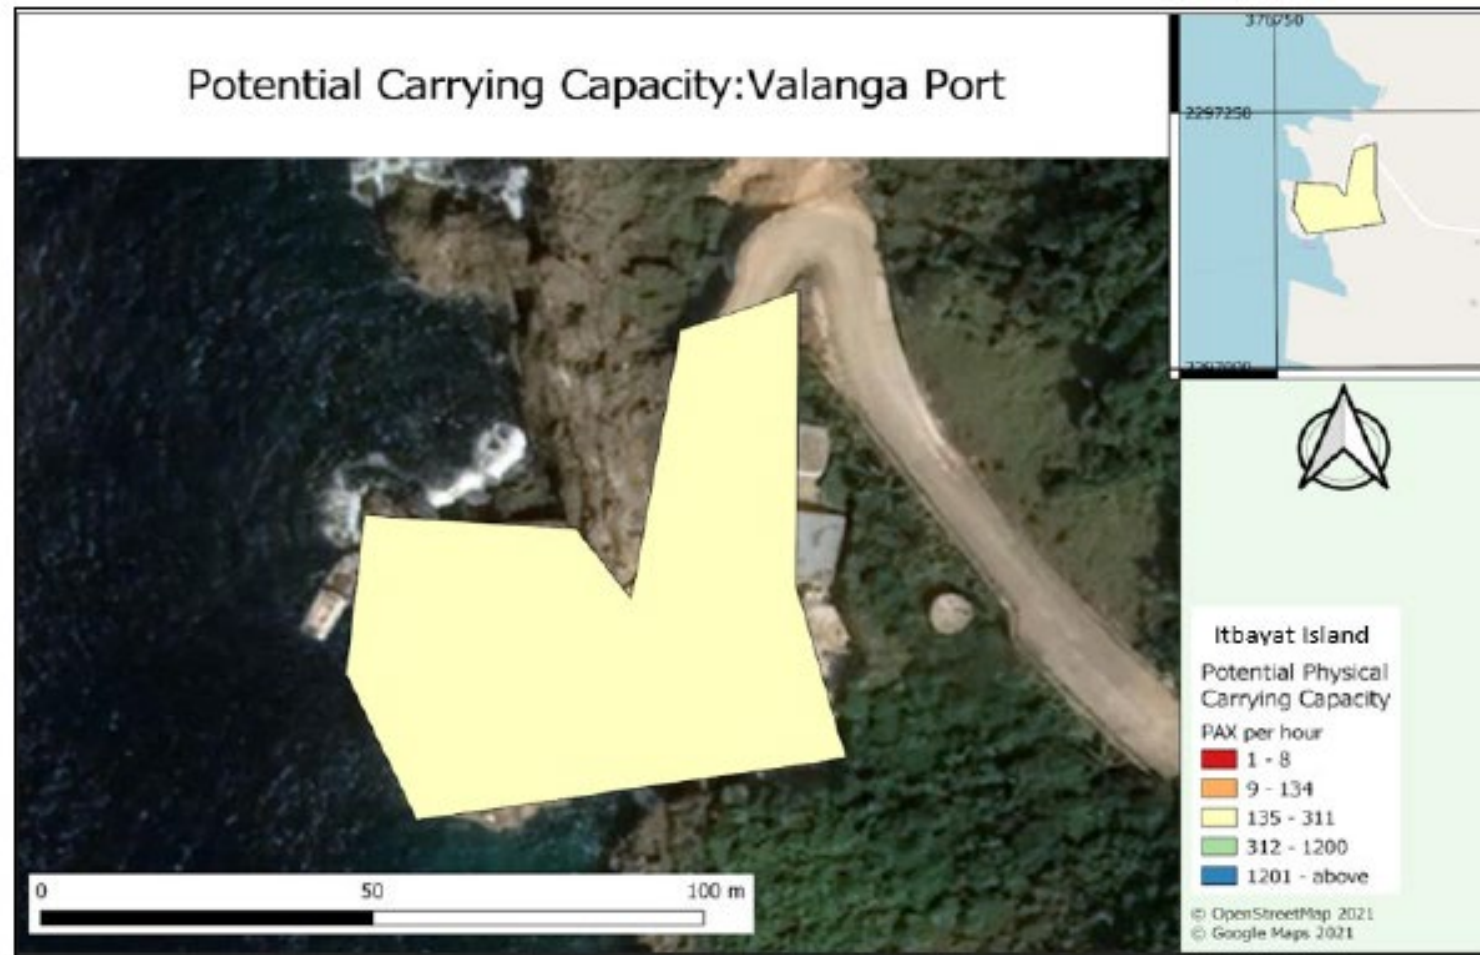 Potential Carrying Capacity:Valanga Port
370750
2297250
Itbayat Island
Potential Physical
Carrying Capacity
PAX per hour
1 - 8
9 - 134
135 - 311
312 - 1200
1201 - above
© OpenStreetMap 2021
© Google Maps 2021
0 50 100 m